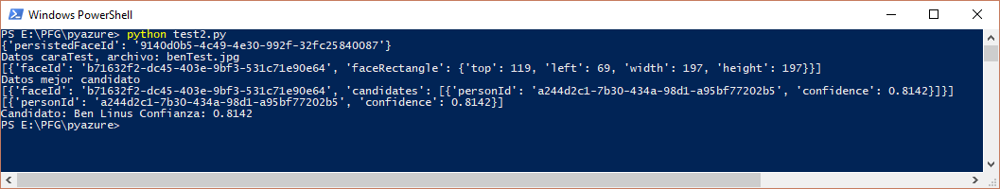 Windows PowerShell
PS E:\PFG\pyazure> python test2.py
{'persistedFaceId': '9140d0b5-4c49-4e30-992f-32fc25840087'}
Datos caraTest, archivo: benTest.jpg
[{'faceId': 'b71632f2-dc45-403e-9bf3-531c71e90e64', 'faceRectangle': {'top': 119, 'left': 69, 'width': 197, 'height': 197}}]
Datos mejor candidato
[{'faceId': 'b71632f2-dc45-403e-9bf3-531c71e90e64', 'candidates': [{'personId': 'a244d2c1-7b30-434a-98d1-a95bf77202b5', 'confidence': 0.8142}]}]
[{'personId': 'a244d2c1-7b30-434a-98d1-a95bf77202b5', 'confidence': 0.8142}]
Candidato: Ben Linus Confianza: 0.8142
PS E:\PFG\pyazure>